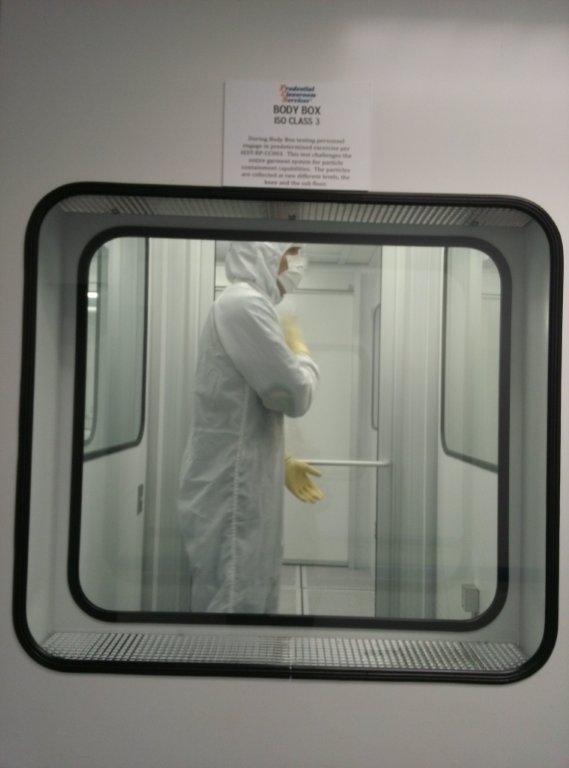 Prudential
Cleanroom
Services
BODY BOX
ISO CLASS 3
During Body Box testing personnel
engage in predetermined excercise per
IEST-RP-CC003. This test challenges the
entire garment system for particle
containment capabilities. The particles
are collected at two different levels, the
knee and the sub floor.